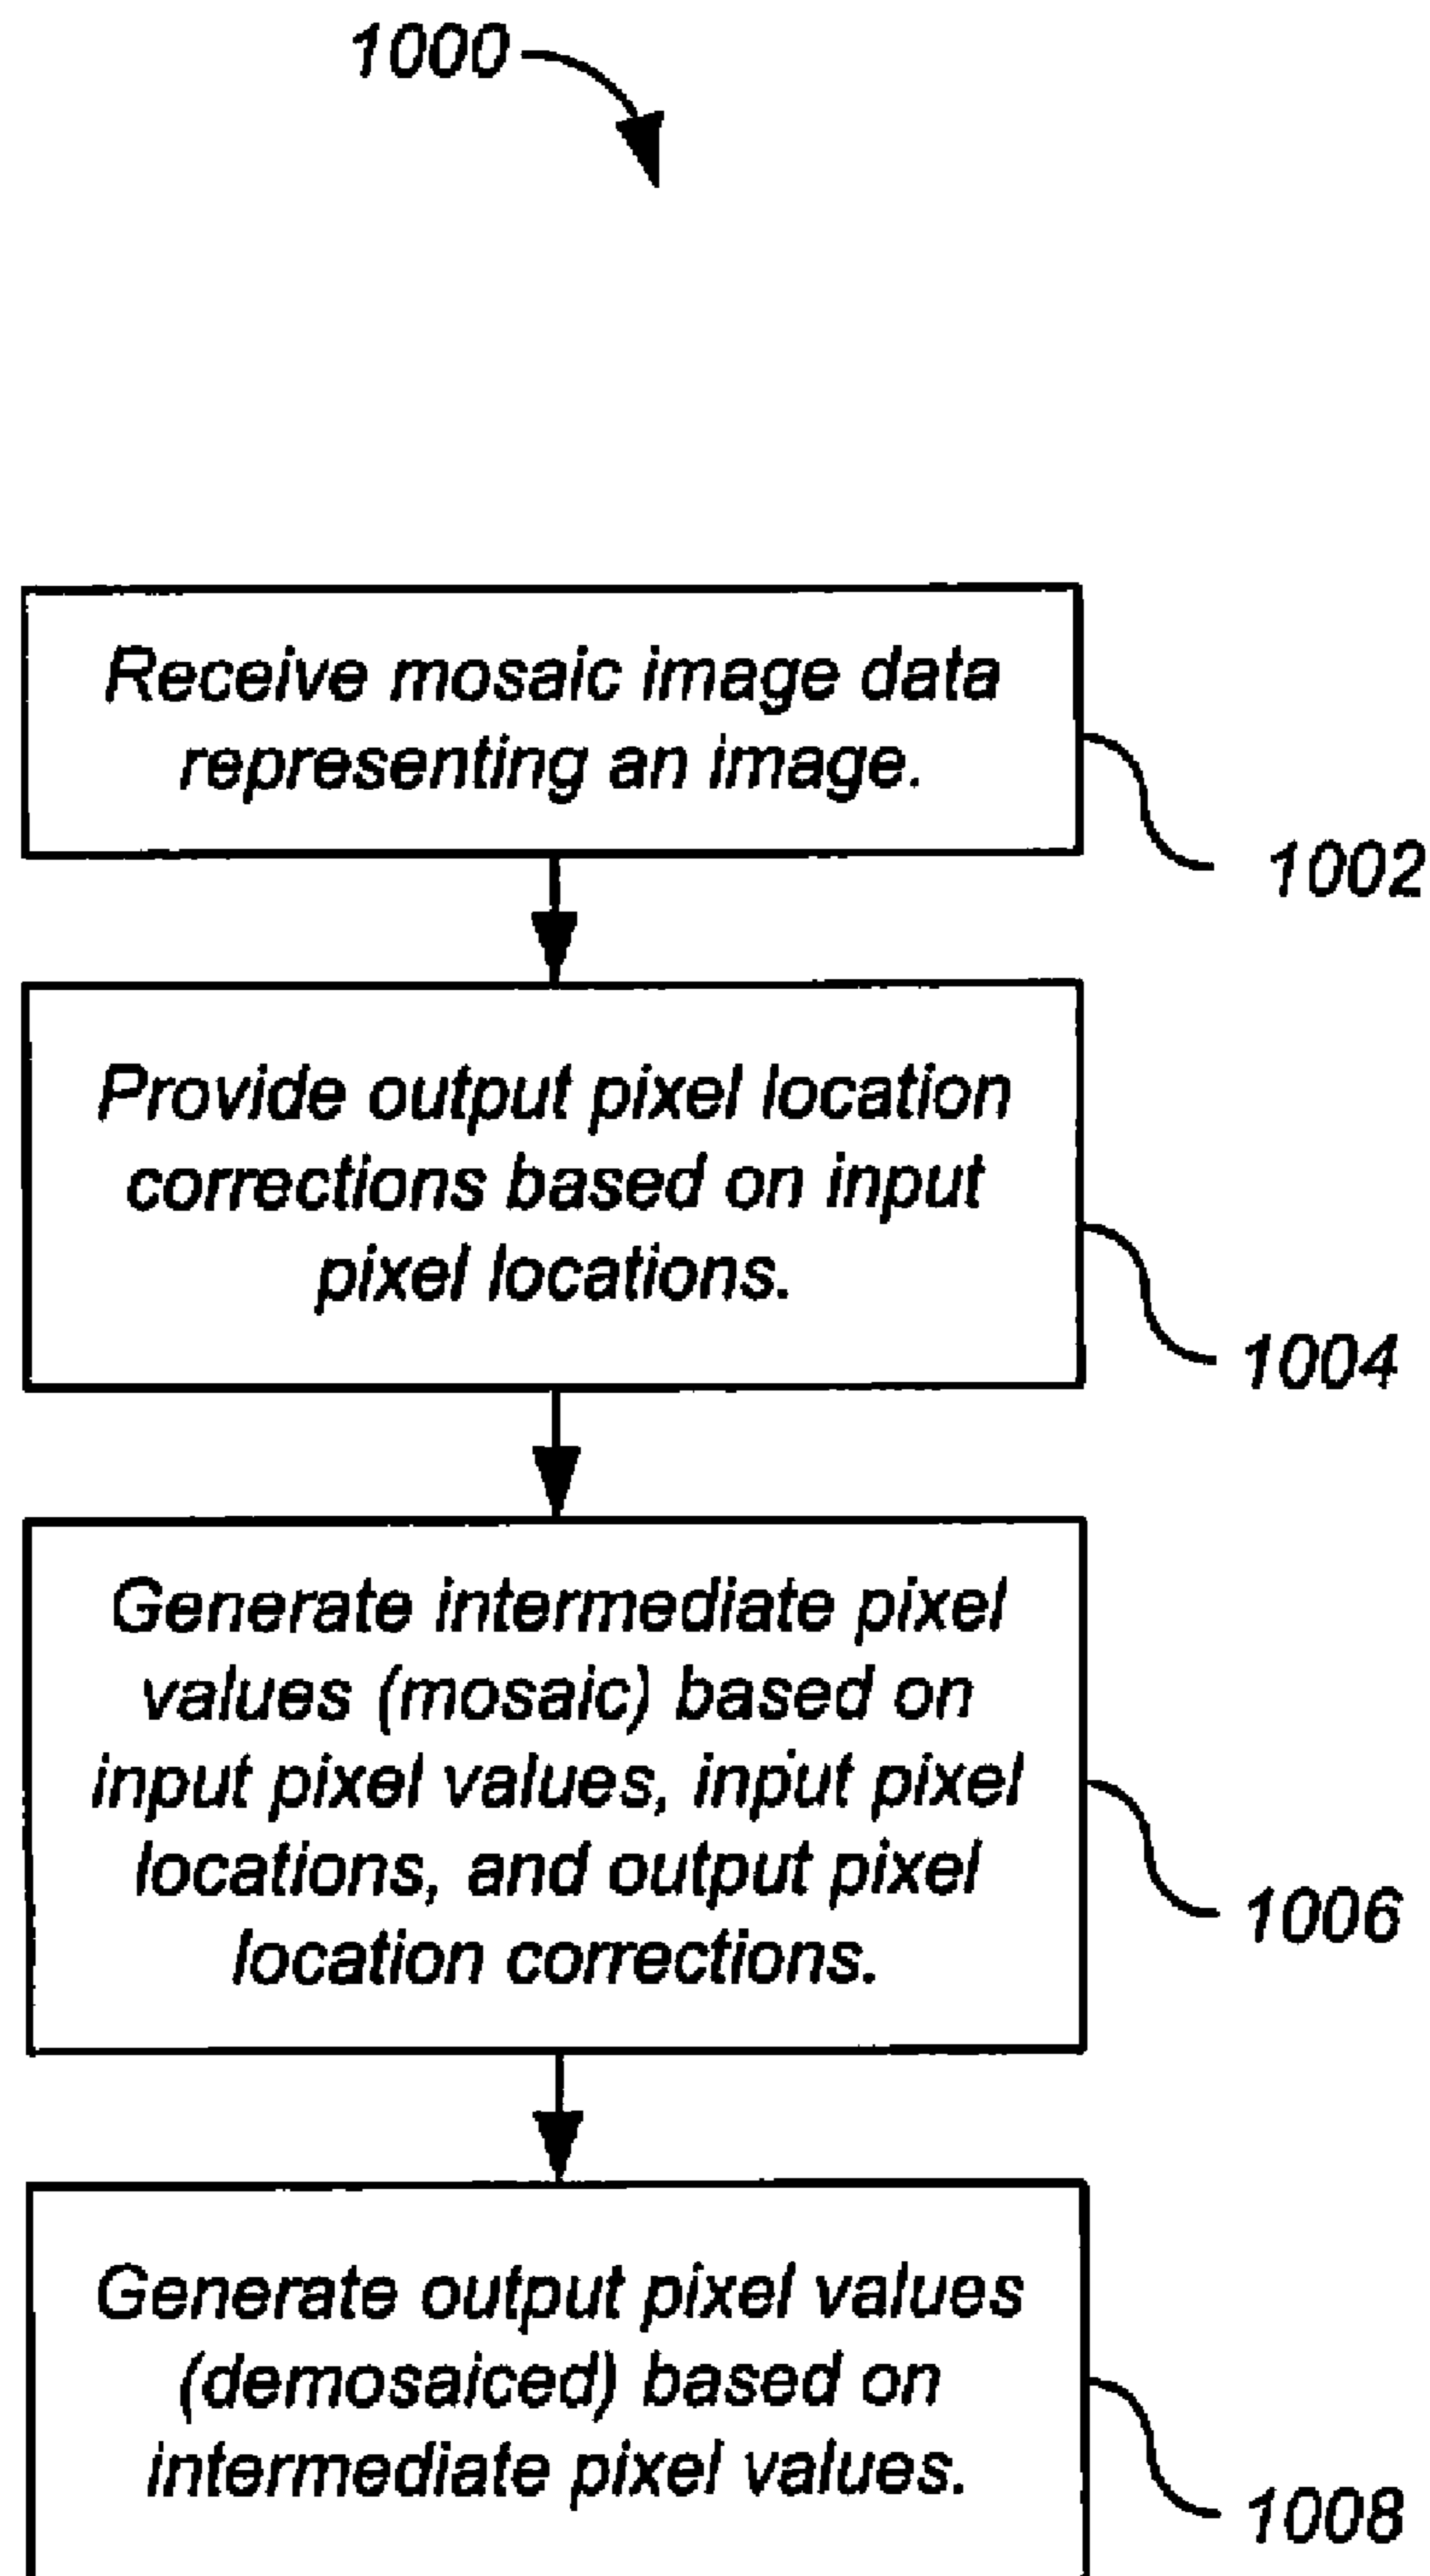 1000
Receive mosaic image data
representing an image.
1002
Provide output pixel location
corrections based on input
pixel locations.
1004
Generate intermediate pixel
values (mosaic) based on
input pixel values, input pixel
locations, and output pixel
location corrections.
1006
Generate output pixel values
(demosaiced) based on
intermediate pixel values.
1008